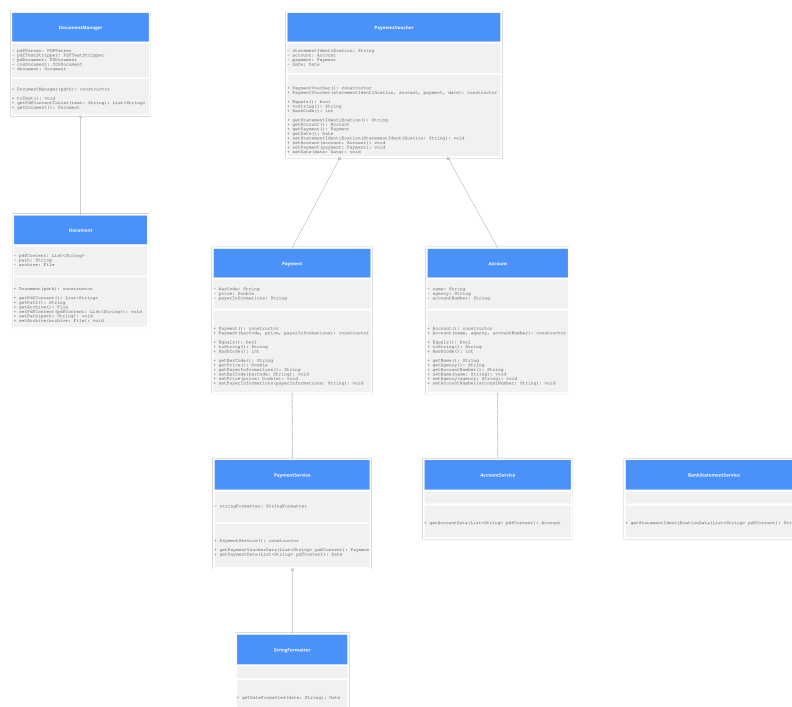 DocumentManager
- pdfParser: PDFParser
- pdfTextStripper: PDFTextStripper
- pdDocument: PDDocument
- cosDocument: COSDocument
- document: Document
+ DocumentManager(path): constructor
+ toText(): void
+ getPdfContentToList(text: String): List<String>
+ getDocument(): Document
PaymentVoucher
- statementIdentification: String
- account: Account
- payment: Payment
- date: Date
+ PaymentVoucher(): constructor
+ PaymentVoucher(statementIdentification, account, payment, date): constructor
+ Equals(): bool
+ toString(): String
+ HashCode(): int
+ getStatementIdentification(): String
+ getAccount(): Account
+ getPayment(): Payment
+ getDate(): Date
+ setStatementIdentification(StatementIdentification: String): void
+ setAccount(account: Account): void
+ setPayment(payment: Payment): void
+ setDate(date: Date): void
Document
- pdfContent: List<String>
- path: String
- archive: File
+ Document(path): constructor
+ getPdfContent(): List<String>
+ getPath(): String
+ getArchive(): File
+ setPdfContent(pdfContent: List<String>): void
+ setPath(path: String): void
+ setArchive(archive: File): void
Payment
- barCode: String
- price: Double
- payerInformations: String
+ Payment(): constructor
+ Payment(barCode, price, payerInformations): constructor
+ Equals(): bool
+ toString(): String
+ HashCode(): int
+ getBarCode(): String
+ getPrice(): Double
+ getPayerInformations(): String
+ setBarCode(barCode: String): void
+ setPrice(price: Double): void
+ setPayerInformations(payerInformations: String): void
Account
- name: String
- agency: String
- accountNumber: String
+ Account(): constructor
+ Account(name, agency, accountNumber): constructor
+ Equals(): bool
+ toString(): String
+ HashCode(): int
+ getName(): String
+ getAgency(): String
+ getAccountNumber(): String
+ setName(name: String): void
+ setAgency(agency: String): void
+ setAccountNumber(accountNumber: String): void
PaymentService
- stringFormatter: StringFormatter
+ PaymentService(): constructor
+ getPaymentVoucherData(List<String> pdfContent): Payment
+ getPaymentDate(List<String> pdfContent): Date
AccountService
+ getAccountData(List<String> pdfContent): Account
BankStatementService
+ getStatementIdentificationData(List<String> pdfContent): Str
StringFormatter
+ getDateFormatted(date: String): Date